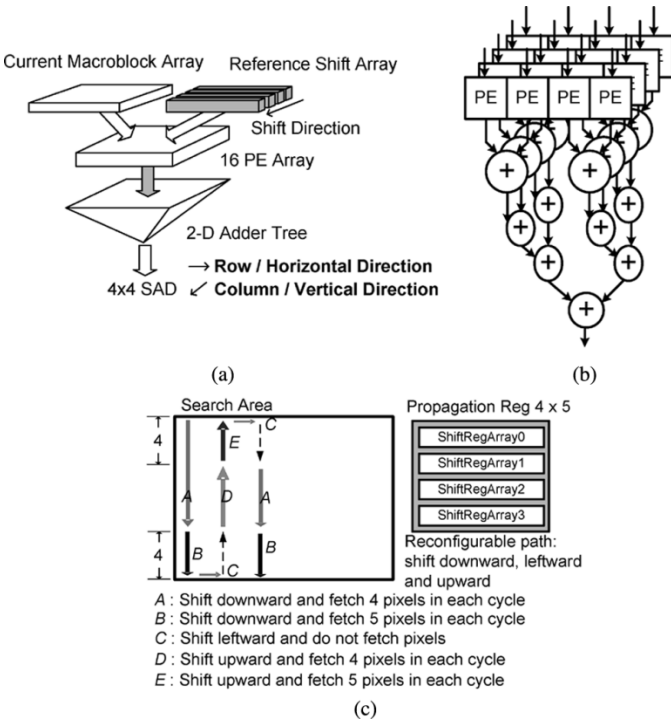 Current Macroblock Array
Reference Shift Array
Shift Direction
16 PE Array
2-D Adder Tree
4x4 SAD
→ Row / Horizontal Direction
↙ Column / Vertical Direction
(a)
PE PE PE PE
+ +
+ +
+ +
+ +
+
(b)
Search Area
4
4
A
B
C
D
E
C
A
B
Propagation Reg 4 x 5
ShiftRegArray0
ShiftRegArray1
ShiftRegArray2
ShiftRegArray3
Reconfigurable path:
shift downward, leftward
and upward
A : Shift downward and fetch 4 pixels in each cycle
B : Shift downward and fetch 5 pixels in each cycle
C : Shift leftward and do not fetch pixels
D : Shift upward and fetch 4 pixels in each cycle
E : Shift upward and fetch 5 pixels in each cycle
(c)